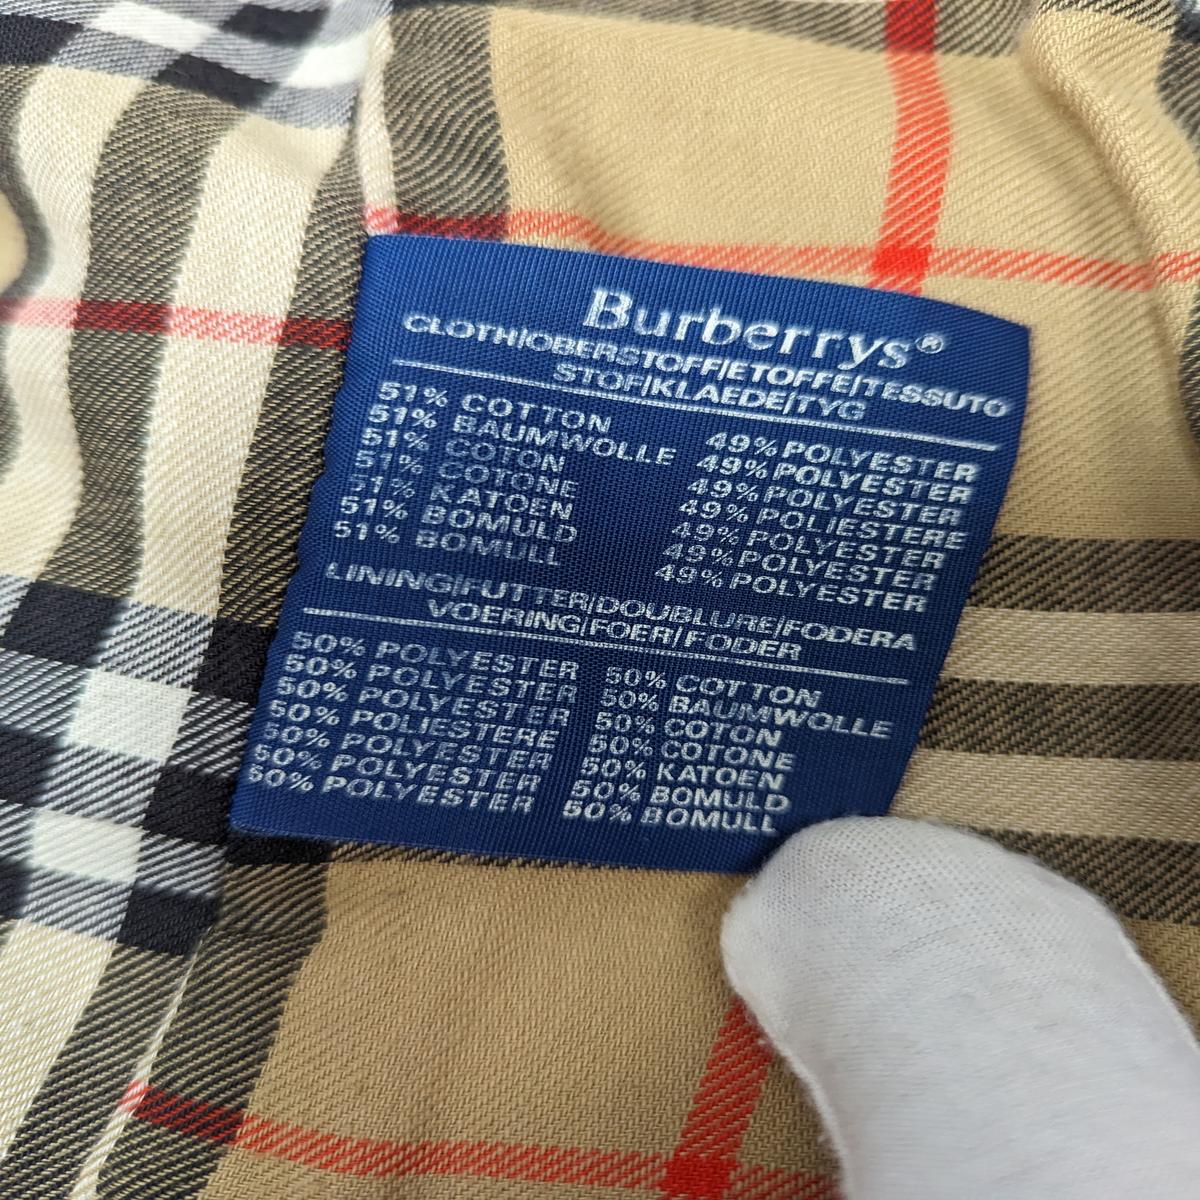 Burberrys®
CLOTH/OBERSTOFF/ETOFFE/TESSUTO
STOF/KLAEDE/TYG
51% COTTON 49% POLYESTER
51% BAUMWOLLE 49% POLYESTER
51% COTON 49% POLYESTER
51% COTONE 49% POLIESTERE
51% KATOEN 49% POLYESTER
51% BOMULD 49% POLYESTER
51% BOMULL 49% POLYESTER
LINING/FUTTER/DOUBLURE/FODERA
VOERING/FOER/FODER
50% POLYESTER 50% COTTON
50% POLYESTER 50% BAUMWOLLE
50% POLYESTER 50% COTON
50% POLIESTERE 50% COTONE
50% POLYESTER 50% KATOEN
50% POLYESTER 50% BOMULD
50% POLYESTER 50% BOMULL